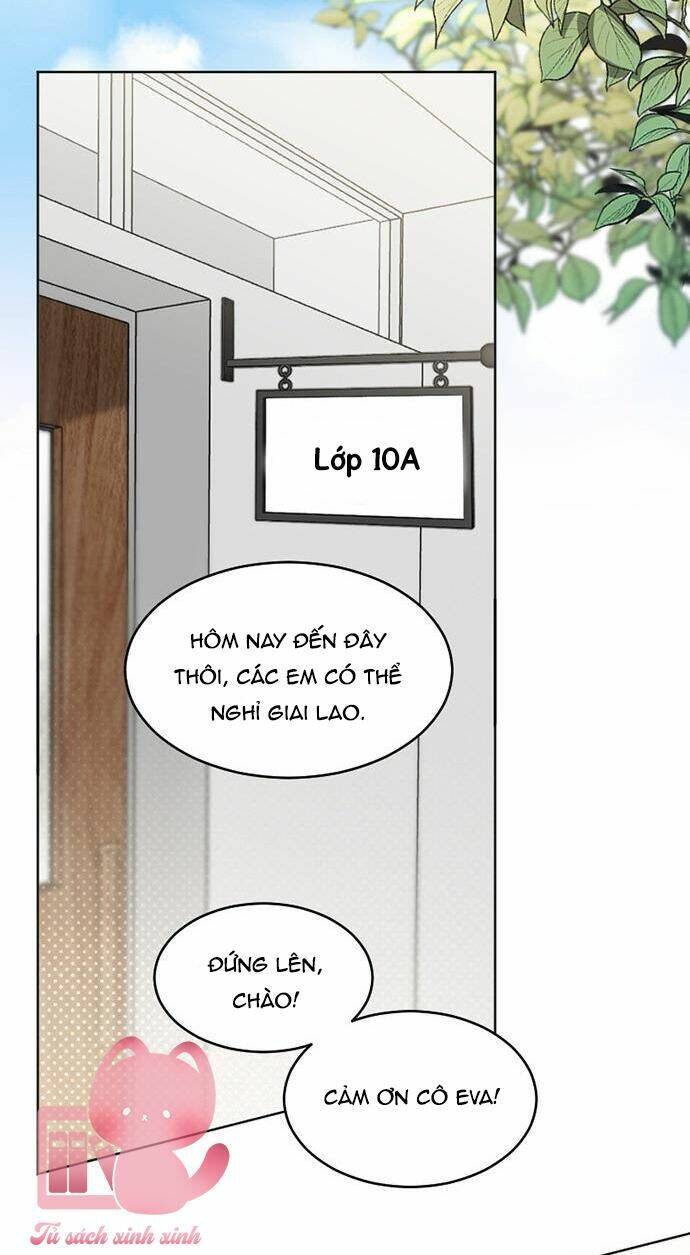 Lớp 10A
HÔM NAY ĐẾN ĐÂY
THÔI, CÁC EM CÓ THỂ
NGHỈ GIAI LAO.
ĐỨNG LÊN,
CHÀO!
CẢM ƠN CÔ EVA!
Tủ sách xinh xinh